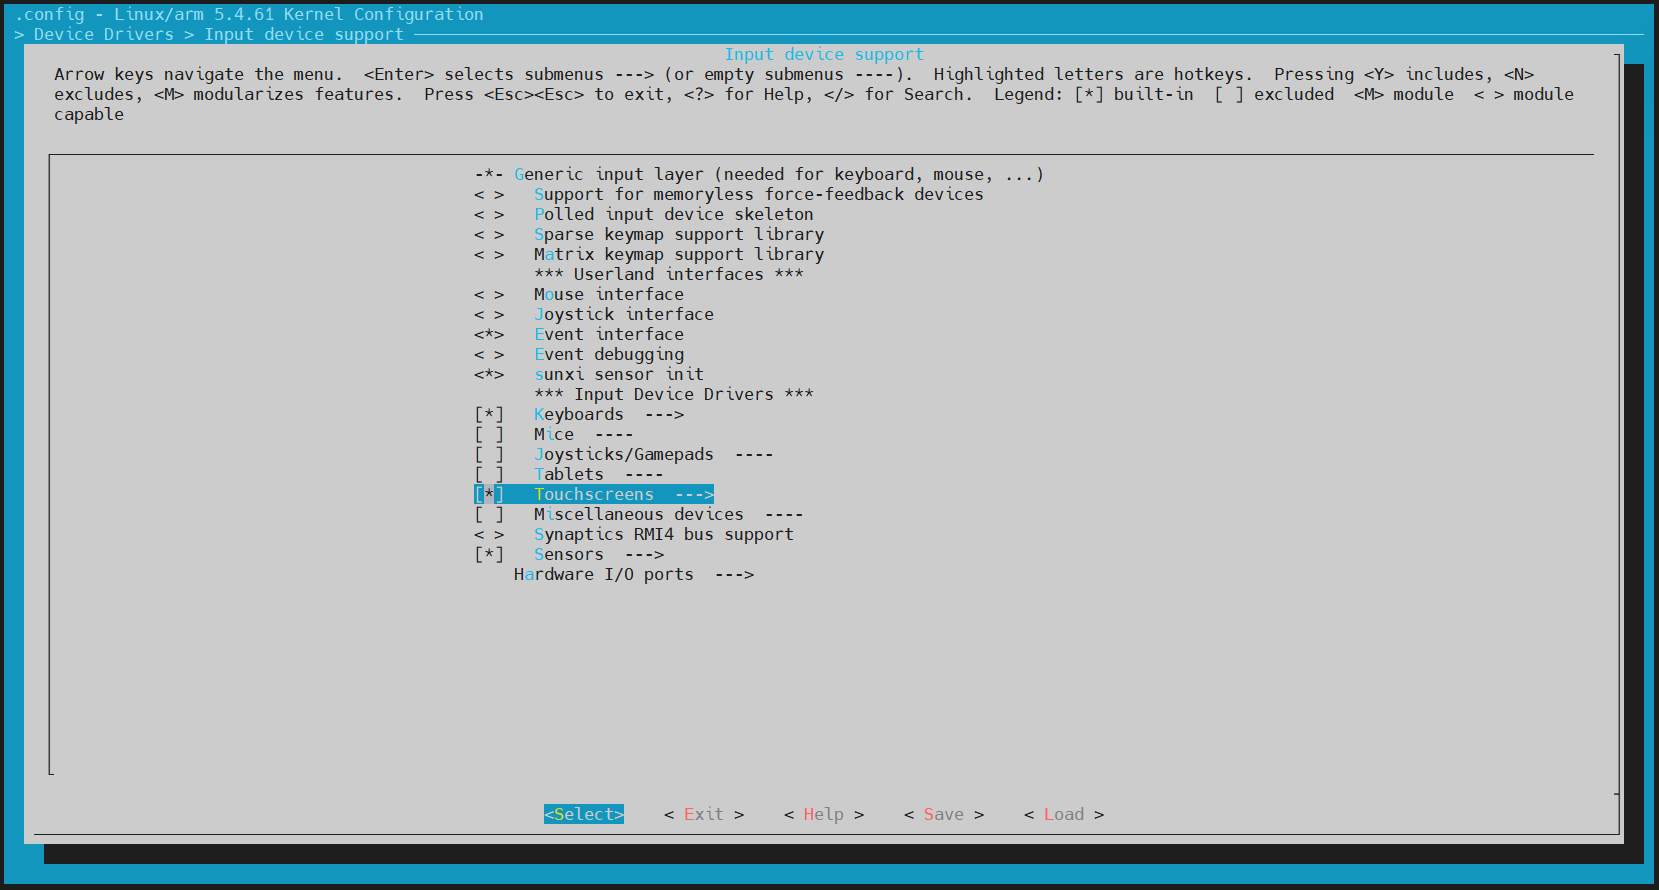 .config - Linux/arm 5.4.61 Kernel Configuration
> Device Drivers > Input device support
Input device support
Arrow keys navigate the menu.  <Enter> selects submenus ---> (or empty submenus ----).  Highlighted letters are hotkeys.  Pressing <Y> includes, <N>
excludes, <M> modularizes features.  Press <Esc><Esc> to exit, <?> for Help, </> for Search.  Legend: [*] built-in  [ ] excluded  <M> module  < > module
capable
-*- Generic input layer (needed for keyboard, mouse, ...)
< >   Support for memoryless force-feedback devices
< >   Polled input device skeleton
< >   Sparse keymap support library
< >   Matrix keymap support library
*** Userland interfaces ***
< >   Mouse interface
< >   Joystick interface
<*>   Event interface
< >   Event debugging
<*>   sunxi sensor init
*** Input Device Drivers ***
[*]   Keyboards  --->
[ ]   Mice  ----
[ ]   Joysticks/Gamepads  ----
[ ]   Tablets  ----
[*]   Touchscreens  --->
[ ]   Miscellaneous devices  ----
< >   Synaptics RMI4 bus support
[*]   Sensors  --->
Hardware I/O ports  --->
<Select>    < Exit >    < Help >    < Save >    < Load >